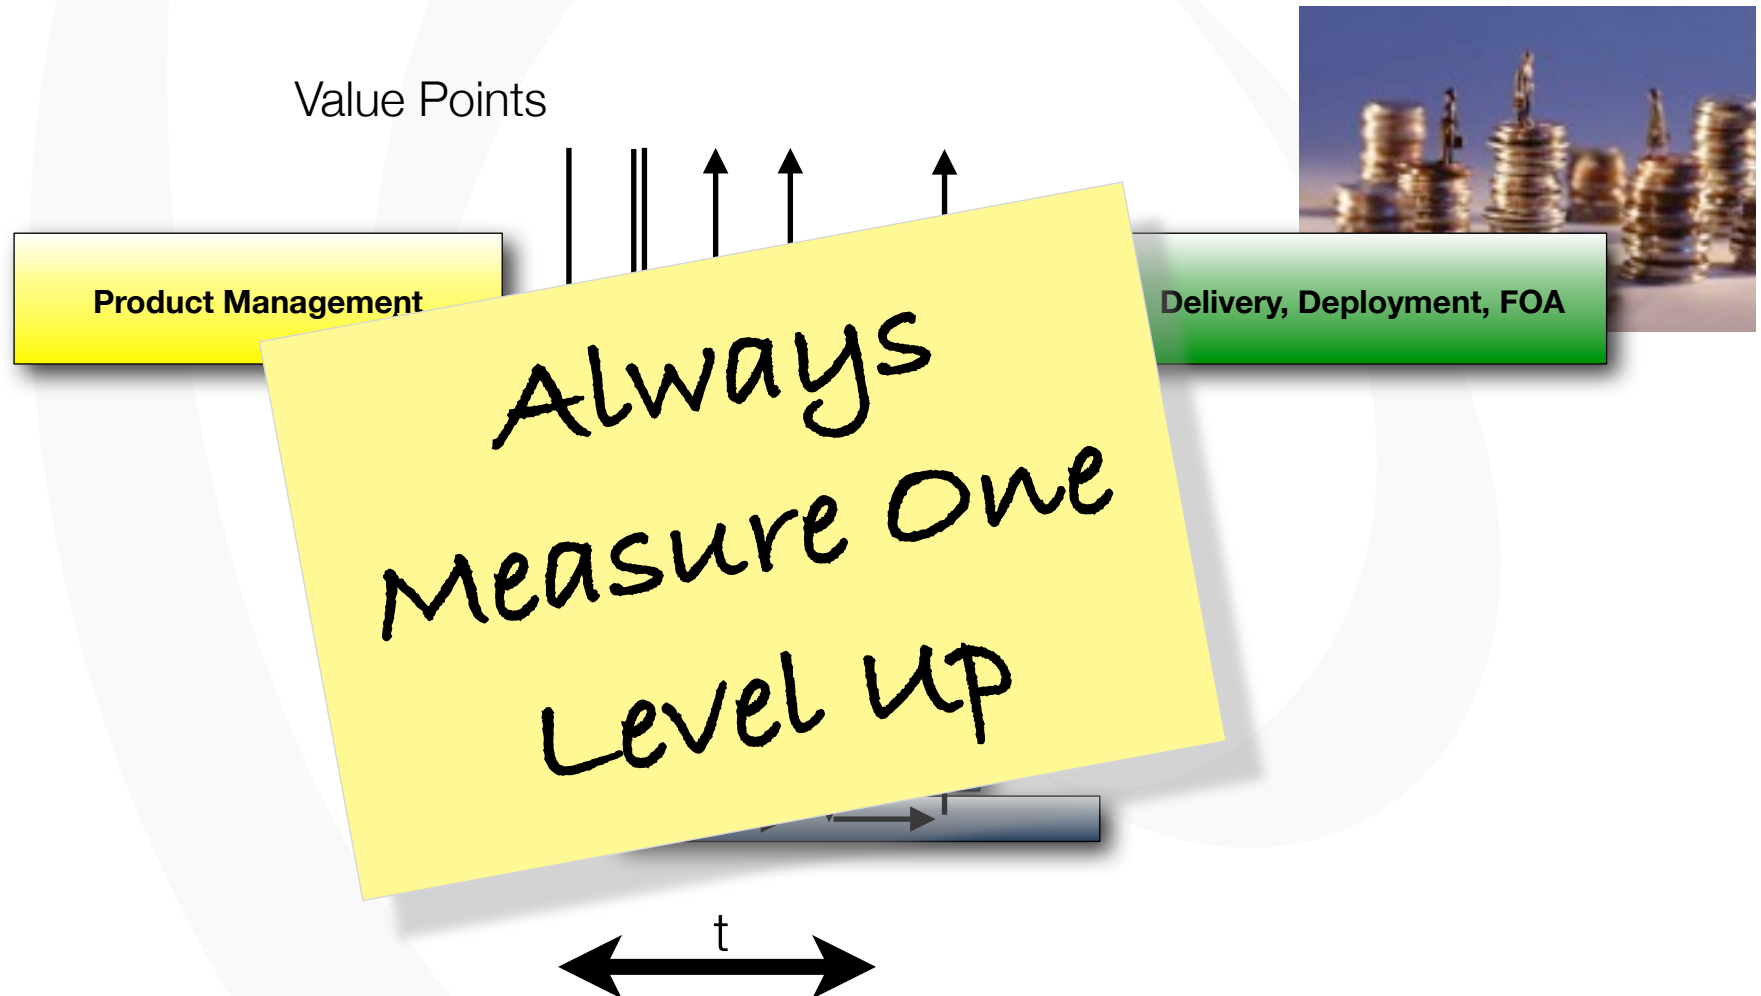 Value Points
Product Management
Delivery, Deployment, FOA
Always
Measure One
Level Up
t